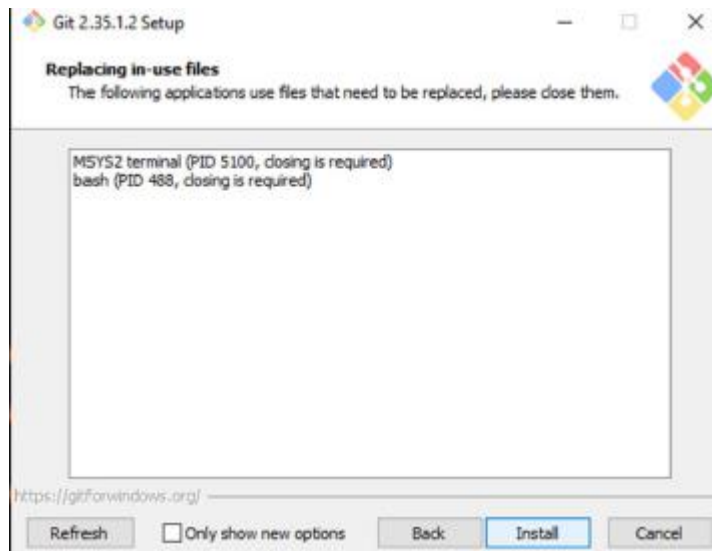 Git 2.35.1.2 Setup
Replacing in-use files
The following applications use files that need to be replaced, please close them.
MSYS2 terminal (PID 5100, closing is required)
bash (PID 488, closing is required)
https://gitforwindows.org/
Refresh
Only show new options
Back
Install
Cancel